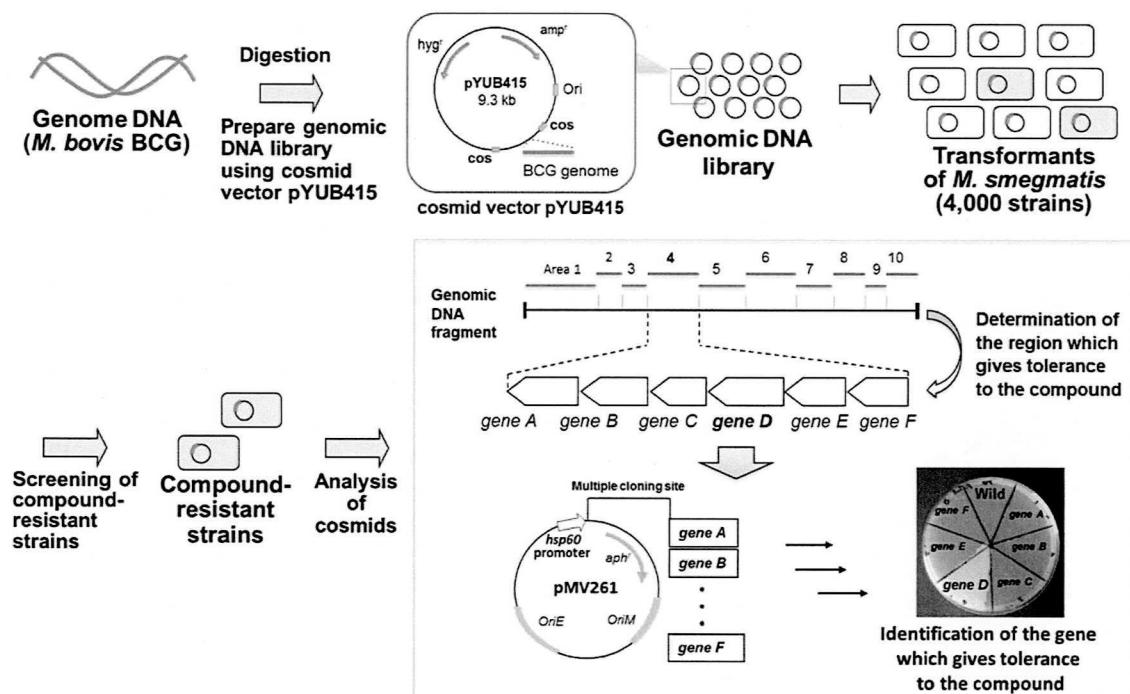 Genome DNA
(M. bovis BCG)
Digestion
Prepare genomic
DNA library
using cosmid
vector pYUB415
hygʳ
ampʳ
pYUB415
9.3 kb
Ori
cos
cos
BCG genome
cosmid vector pYUB415
Genomic DNA
library
Transformants
of M. smegmatis
(4,000 strains)
Screening of
compound-
resistant
strains
Compound-
resistant
strains
Analysis
of
cosmids
Area 1
2
3
4
5
6
7
8
9
10
Genomic
DNA
fragment
Determination of
the region which
gives tolerance
to the compound
gene A
gene B
gene C
gene D
gene E
gene F
Multiple cloning site
hsp60
promoter
aphʳ
pMV261
OriE
OriM
gene A
gene B
gene F
Wild
gene A
gene B
gene C
gene D
gene E
gene F
Identification of the gene
which gives tolerance
to the compound